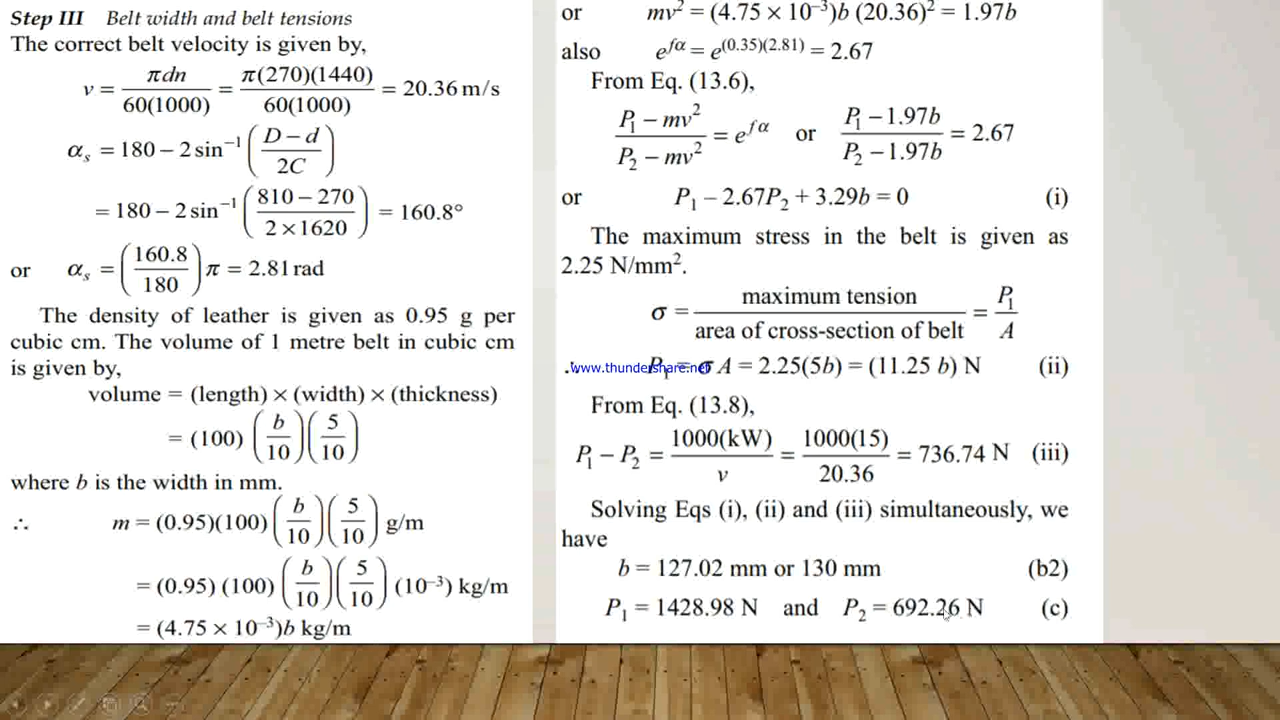 Step III Belt width and belt tensions
The correct belt velocity is given by,
v = πdn / 60(1000) = π(270)(1440) / 60(1000) = 20.36 m/s
αs = 180 − 2 sin⁻¹ ( D − d / 2C )
= 180 − 2 sin⁻¹ ( 810 − 270 / 2 × 1620 ) = 160.8°
or αs = ( 160.8 / 180 ) π = 2.81 rad
The density of leather is given as 0.95 g per
cubic cm. The volume of 1 metre belt in cubic cm
is given by,
volume = (length) × (width) × (thickness)
= (100) ( b / 10 ) ( 5 / 10 )
where b is the width in mm.
∴ m = (0.95)(100) ( b / 10 ) ( 5 / 10 ) g/m
= (0.95) (100) ( b / 10 ) ( 5 / 10 ) (10⁻³) kg/m
= (4.75 × 10⁻³)b kg/m
or mv² = (4.75 × 10⁻³)b (20.36)² = 1.97b
also e^fα = e^(0.35)(2.81) = 2.67
From Eq. (13.6),
P₁ − mv² / P₂ − mv² = e^fα or P₁ − 1.97b / P₂ − 1.97b = 2.67
or P₁ − 2.67P₂ + 3.29b = 0 (i)
The maximum stress in the belt is given as
2.25 N/mm².
σ = maximum tension / area of cross-section of belt = P₁ / A
∴ P₁ = σ A = 2.25(5b) = (11.25 b) N (ii)
www.thundershare.net
From Eq. (13.8),
P₁ − P₂ = 1000(kW) / v = 1000(15) / 20.36 = 736.74 N (iii)
Solving Eqs (i), (ii) and (iii) simultaneously, we
have
b = 127.02 mm or 130 mm (b2)
P₁ = 1428.98 N and P₂ = 692.26 N (c)